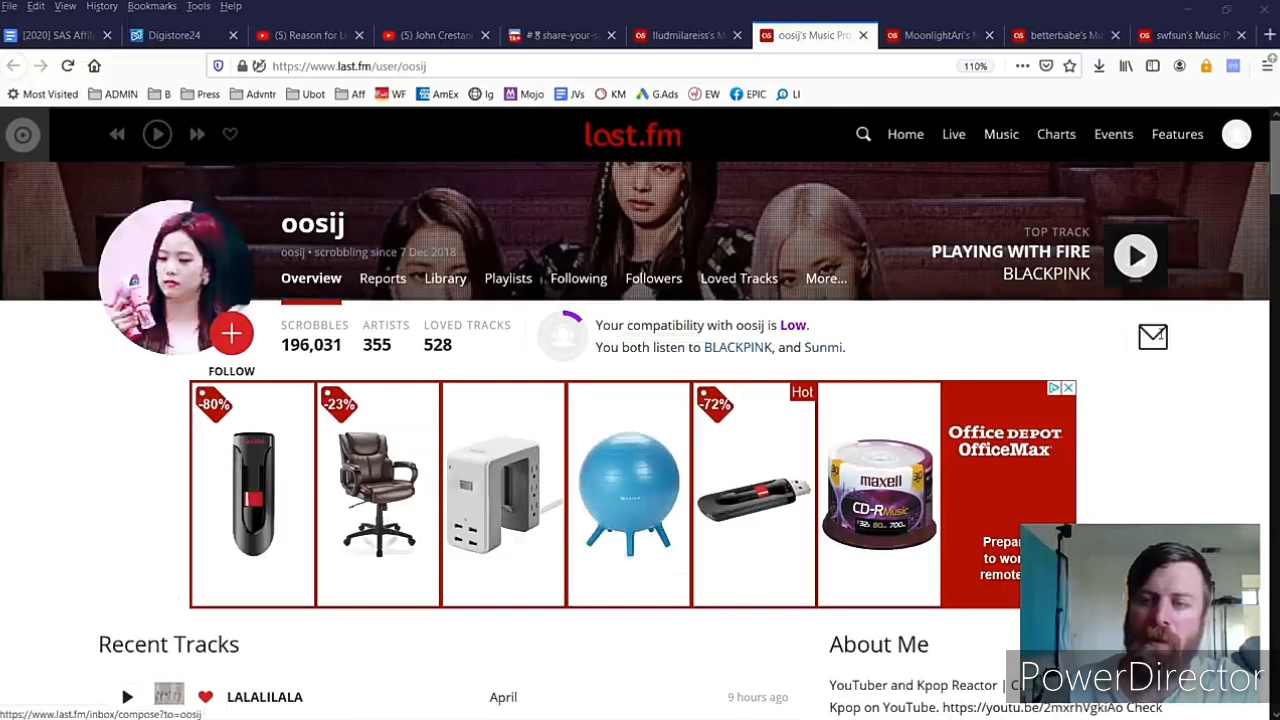 File Edit View History Bookmarks Tools Help
[2020] SAS Affilia
Digistore24
(5) Reason for L
(5) John Crestan
# share-your-s
lludmilareiss's M
oosij's Music Pro
MoonlightAri's M
betterbabe's Mu
swfsun's Music P
https://www.last.fm/user/oosij
110%
Most Visited ADMIN B Press Advntr Ubot Aff WF AmEx Ig Mojo JVs KM G.Ads EW EPIC LI
last.fm
Home Live Music Charts Events Features
oosij
oosij • scrobbling since 7 Dec 2018
Overview Reports Library Playlists Following Followers Loved Tracks More...
TOP TRACK
PLAYING WITH FIRE
BLACKPINK
FOLLOW
SCROBBLES ARTISTS LOVED TRACKS
196,031 355 528
Your compatibility with oosij is Low.
You both listen to BLACKPINK, and Sunmi.
-80%
-23%
-72%
Hot
maxell
CD-R Music
Office DEPOT
OfficeMax
Prepar
to wor
remote
Recent Tracks
LALALILALA April 9 hours ago
About Me
YouTuber and Kpop Reactor | C
Kpop on YouTube. https://youtu.be/2mxrhVgkiAo Check
https://www.last.fm/inbox/compose?to=oosij
PowerDirector